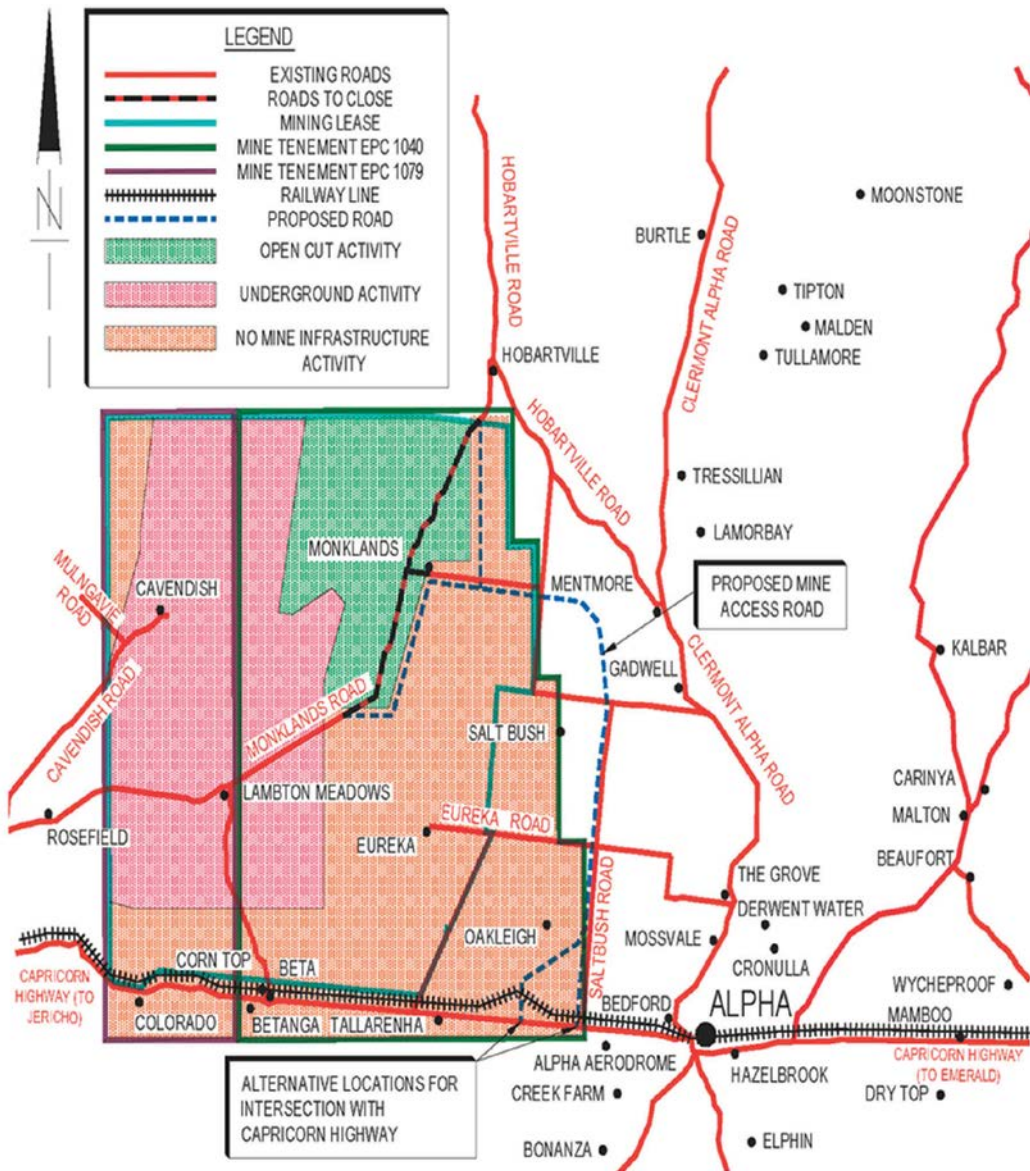 LEGEND
EXISTING ROADS
ROADS TO CLOSE
MINING LEASE
MINE TENEMENT EPC 1040
MINE TENEMENT EPC 1079
RAILWAY LINE
PROPOSED ROAD
OPEN CUT ACTIVITY
UNDERGROUND ACTIVITY
NO MINE INFRASTRUCTURE
ACTIVITY
N
HOBARTVILLE ROAD
MOONSTONE
BURTLE
CLERMONT ALPHA ROAD
TIPTON
MALDEN
TULLAMORE
HOBARTVILLE
HOBARTVILLE ROAD
TRESSILLIAN
LAMORBAY
MONKLANDS
MENTMORE
PROPOSED MINE
ACCESS ROAD
MULNGAVIE
ROAD
CAVENDISH
KALBAR
GADWELL
CLERMONT ALPHA ROAD
CAVENDISH ROAD
MONKLANDS ROAD
SALT BUSH
CARINYA
LAMBTON MEADOWS
MALTON
ROSEFIELD
EUREKA ROAD
EUREKA
BEAUFORT
THE GROVE
DERWENT WATER
SALTBUSH ROAD
OAKLEIGH
MOSSVALE
CRONULLA
CORN TOP
BETA
WYCHEPROOF
CAPRICORN
HIGHWAY (TO
JERICHO)
BEDFORD
ALPHA
MAMBOO
COLORADO
BETANGA
TALLARENHA
CAPRICORN HIGHWAY
(TO EMERALD)
ALPHA AERODROME
HAZELBROOK
ALTERNATIVE LOCATIONS FOR
INTERSECTION WITH
CAPRICORN HIGHWAY
CREEK FARM
DRY TOP
BONANZA
ELPHIN